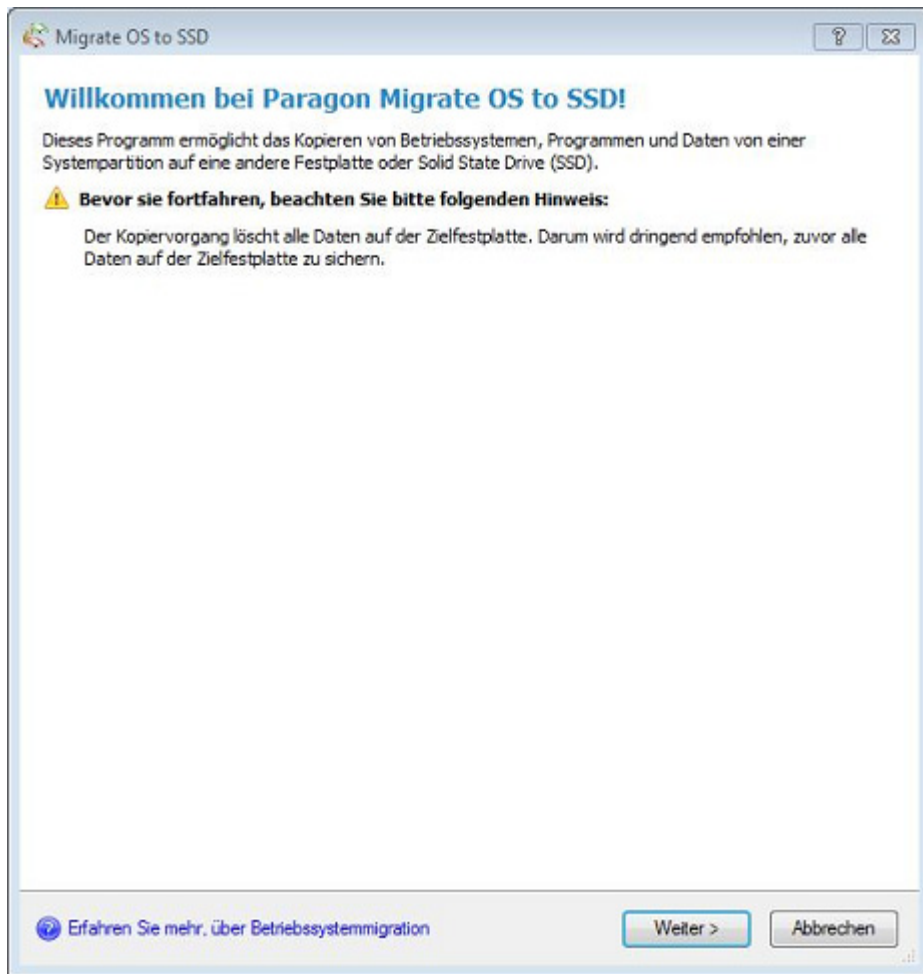 Migrate OS to SSD
Willkommen bei Paragon Migrate OS to SSD!
Dieses Programm ermöglicht das Kopieren von Betriebssystemen, Programmen und Daten von einer
Systempartition auf eine andere Festplatte oder Solid State Drive (SSD).
Bevor sie fortfahren, beachten Sie bitte folgenden Hinweis:
Der Kopiervorgang löscht alle Daten auf der Zielfestplatte. Darum wird dringend empfohlen, zuvor alle
Daten auf der Zielfestplatte zu sichern.
Erfahren Sie mehr, über Betriebssystemmigration
Weiter >
Abbrechen